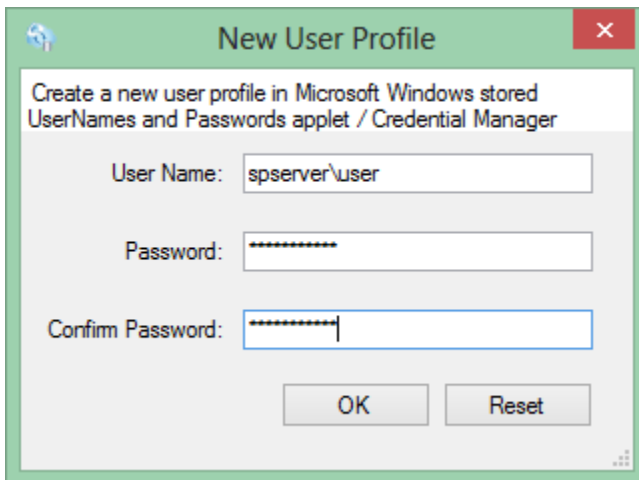 New User Profile
Create a new user profile in Microsoft Windows stored
UserNames and Passwords applet / Credential Manager
User Name: spserver\user
Password: ***********
Confirm Password: ***********
OK Reset